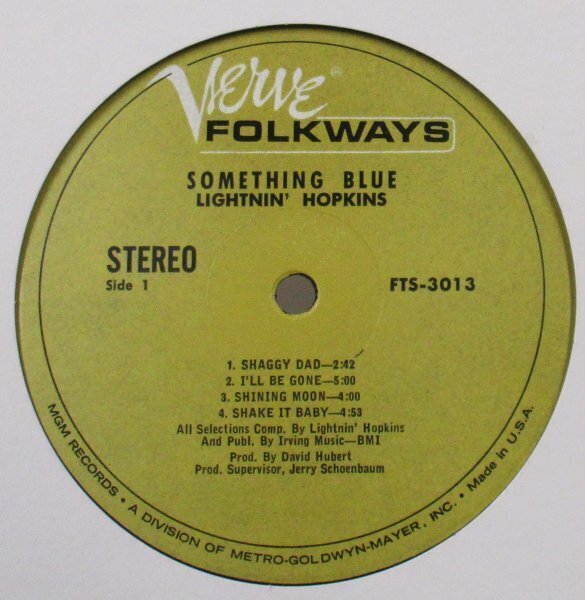 Verve®
FOLKWAYS
SOMETHING BLUE
LIGHTNIN' HOPKINS
STEREO
Side 1
FTS-3013
1. SHAGGY DAD—2:42
2. I'LL BE GONE—5:00
3. SHINING MOON—4:00
4. SHAKE IT BABY—4:53
All Selections Comp. By Lightnin' Hopkins
And Publ. By Irving Music—BMI
Prod. By David Hubert
Prod. Supervisor, Jerry Schoenbaum
MGM RECORDS • A DIVISION OF METRO-GOLDWYN-MAYER, INC. • Made in U.S.A.